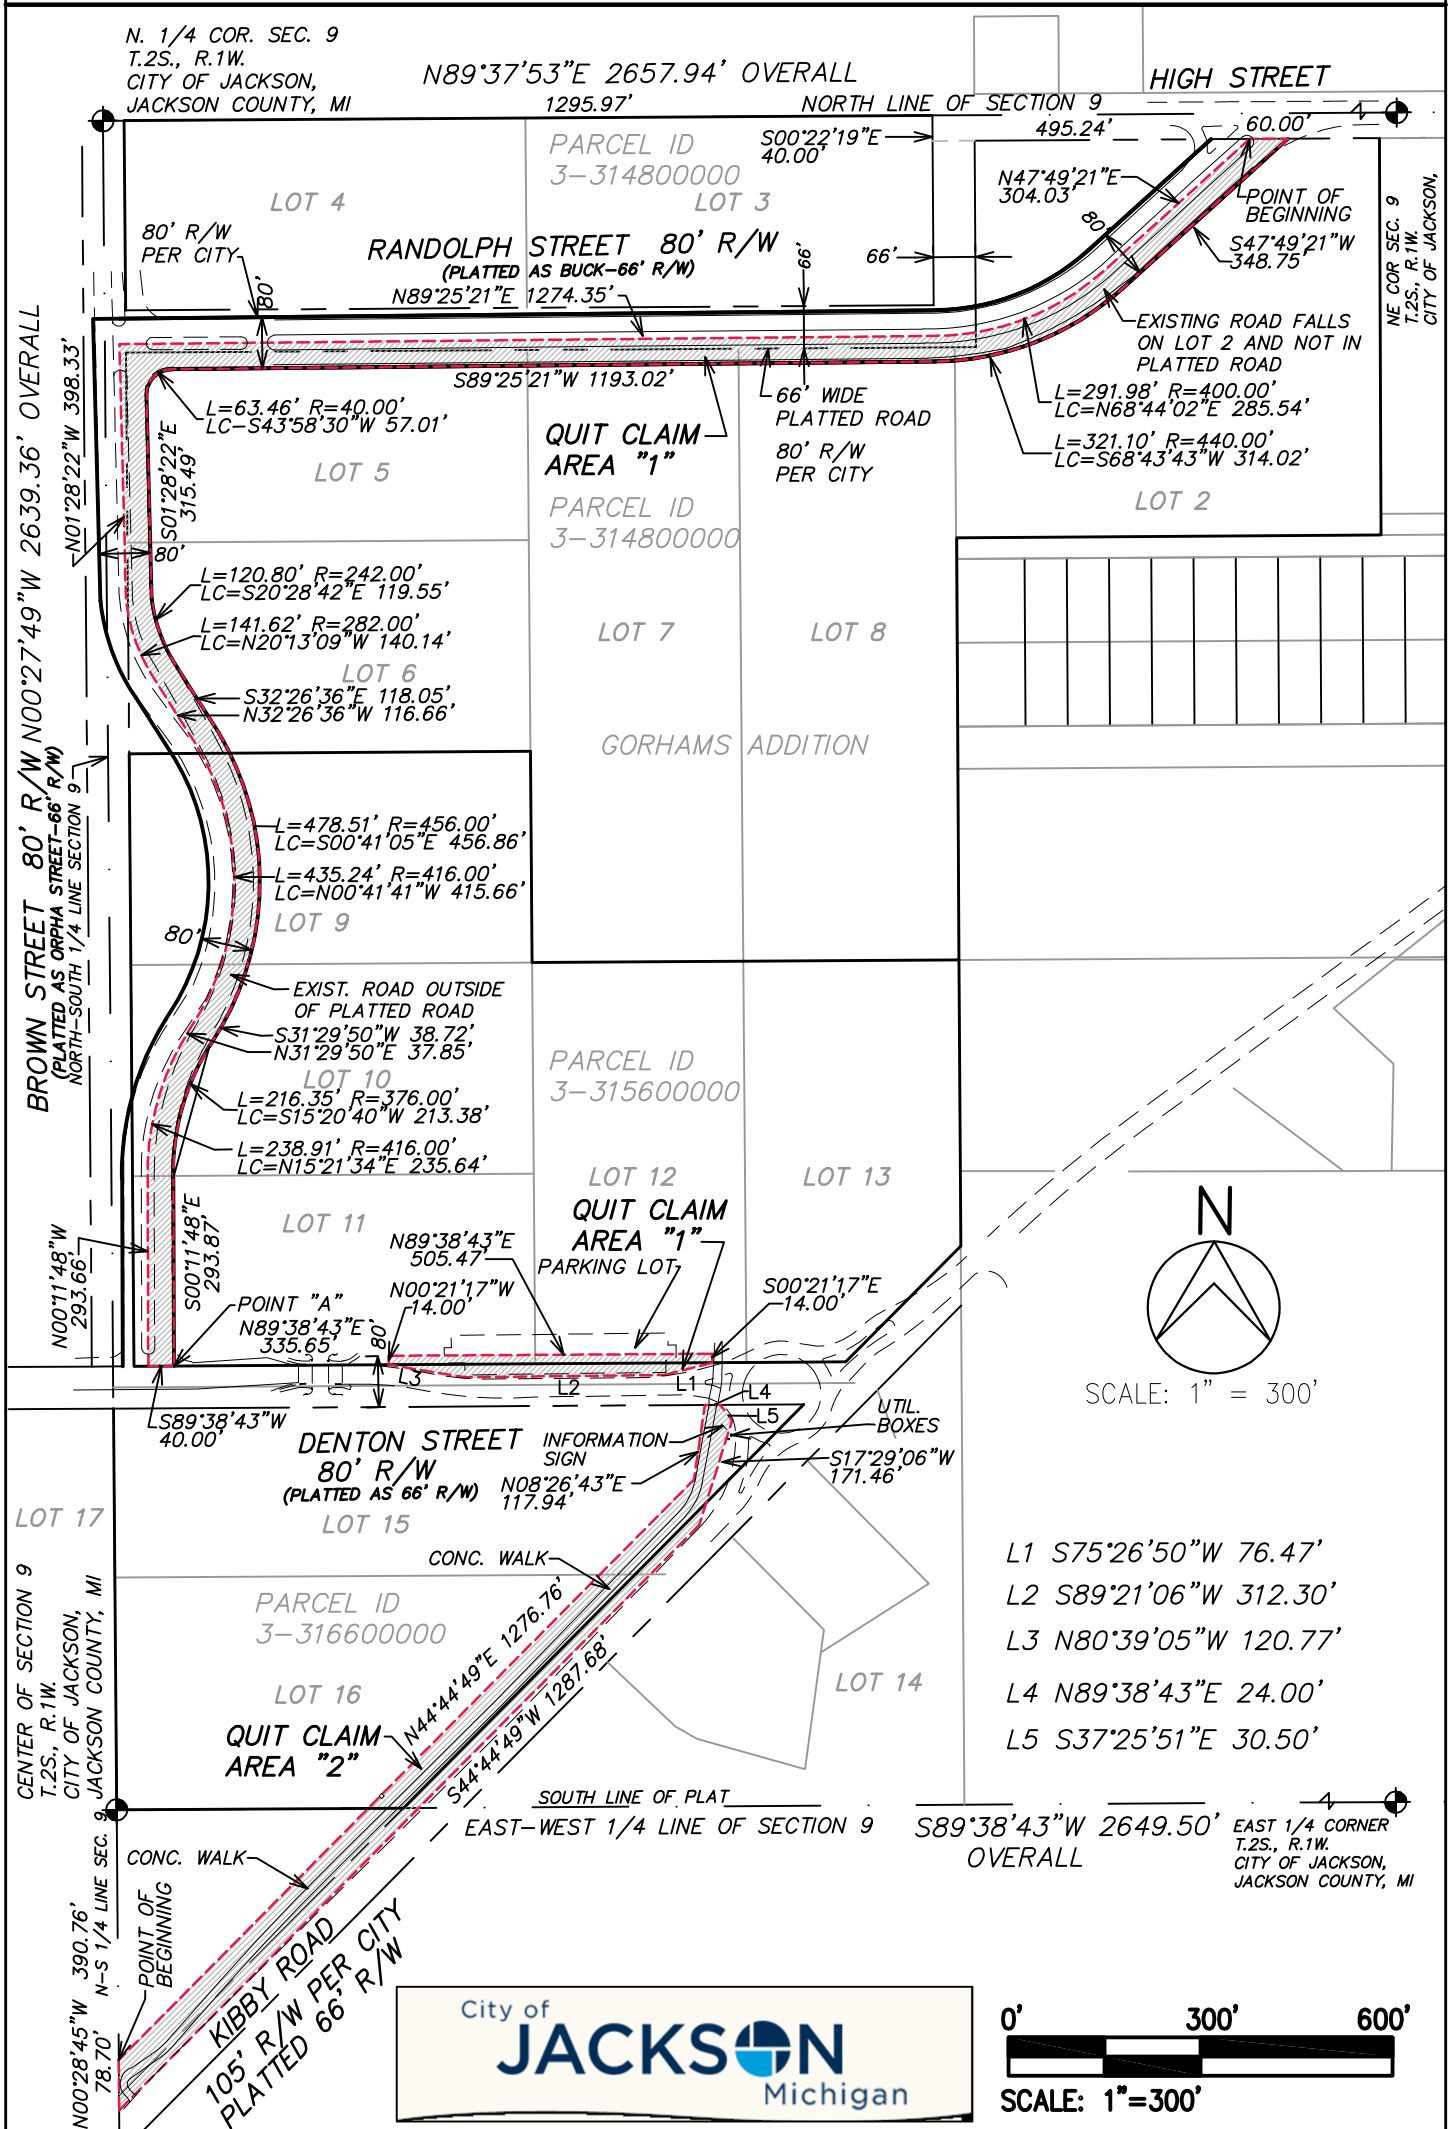 N. 1/4 COR. SEC. 9
T.2S., R.1W.
CITY OF JACKSON,
JACKSON COUNTY, MI
N89°37'53"E 2657.94' OVERALL
1295.97'
NORTH LINE OF SECTION 9
HIGH STREET
S00°22'19"E
40.00'
495.24'
60.00'
PARCEL ID
3-314800000
LOT 4
LOT 3
N47°49'21"E
304.03'
POINT OF
BEGINNING
80'
S47°49'21"W
348.75'
NE COR SEC. 9
T.2S., R.1W.
CITY OF JACKSON,
80' R/W
PER CITY
RANDOLPH STREET 80' R/W
(PLATTED AS BUCK-66' R/W)
66'
66'
80'
N89°25'21"E 1274.35'
EXISTING ROAD FALLS
ON LOT 2 AND NOT IN
PLATTED ROAD
S89°25'21"W 1193.02'
66' WIDE
PLATTED ROAD
80' R/W
PER CITY
L=291.98' R=400.00'
LC=N68°44'02"E 285.54'
L=321.10' R=440.00'
LC=S68°43'43"W 314.02'
L=63.46' R=40.00'
LC-S43°58'30"W 57.01'
QUIT CLAIM
AREA "1"
N01°28'22"W 398.33'
S01°28'22"E
315.49'
LOT 5
LOT 2
PARCEL ID
3-314800000
80'
L=120.80' R=242.00'
LC=S20°28'42"E 119.55'
L=141.62' R=282.00'
LC=N20°13'09"W 140.14'
LOT 6
LOT 7
LOT 8
S32°26'36"E 118.05'
N32°26'36"W 116.66'
GORHAMS ADDITION
BROWN STREET 80' R/W N00°27'49"W 2639.36' OVERALL
(PLATTED AS ORPHA STREET-66' R/W)
NORTH-SOUTH 1/4 LINE SECTION 9
L=478.51' R=456.00'
LC=S00°41'05"E 456.86'
L=435.24' R=416.00'
LC=N00°41'41"W 415.66'
LOT 9
80'
EXIST. ROAD OUTSIDE
OF PLATTED ROAD
S31°29'50"W 38.72'
N31°29'50"E 37.85'
LOT 10
L=216.35' R=376.00'
LC=S15°20'40"W 213.38'
L=238.91' R=416.00'
LC=N15°21'34"E 235.64'
PARCEL ID
3-315600000
LOT 12
LOT 13
LOT 11
QUIT CLAIM
AREA "1"
PARKING LOT
N00°11'48"W
293.66'
S00°11'48"E
293.87'
N89°38'43"E
505.47'
N00°21'17"W
14.00'
S00°21'17"E
14.00'
POINT "A"
N89°38'43"E
335.65'
80'
L3
L2
L1
L4
L5
N
SCALE: 1" = 300'
S89°38'43"W
40.00'
DENTON STREET
80' R/W
(PLATTED AS 66' R/W)
INFORMATION
SIGN
UTIL.
BOXES
N08°26'43"E
117.94'
S17°29'06"W
171.46'
LOT 17
LOT 15
CONC. WALK
PARCEL ID
3-316600000
LOT 16
LOT 14
L1 S75°26'50"W 76.47'
L2 S89°21'06"W 312.30'
L3 N80°39'05"W 120.77'
L4 N89°38'43"E 24.00'
L5 S37°25'51"E 30.50'
CENTER OF SECTION 9
T.2S., R.1W.
CITY OF JACKSON,
JACKSON COUNTY, MI
QUIT CLAIM
AREA "2"
N44°44'49"E 1276.76'
S44°44'49"W 1287.68'
SOUTH LINE OF PLAT
EAST-WEST 1/4 LINE OF SECTION 9
S89°38'43"W 2649.50'
OVERALL
EAST 1/4 CORNER
T.2S., R.1W.
CITY OF JACKSON,
JACKSON COUNTY, MI
CONC. WALK
POINT OF
BEGINNING
N00°28'45"W 390.76'
78.70' N-S 1/4 LINE SEC. 9
KIBBY ROAD
105' R/W PER CITY
PLATTED 66' R/W
City of
JACKSON
Michigan
0' 300' 600'
SCALE: 1"=300'